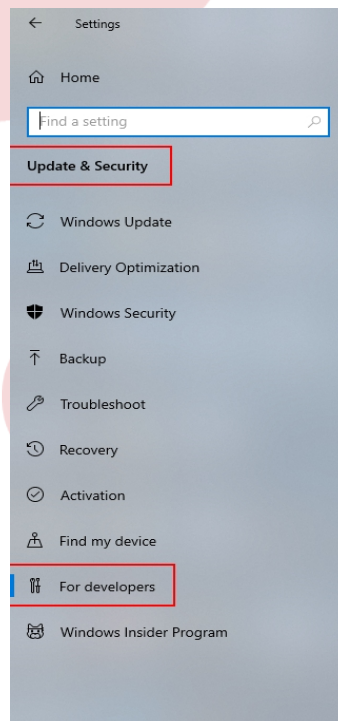 Settings
Home
Find a setting
Update & Security
Windows Update
Delivery Optimization
Windows Security
Backup
Troubleshoot
Recovery
Activation
Find my device
For developers
Windows Insider Program